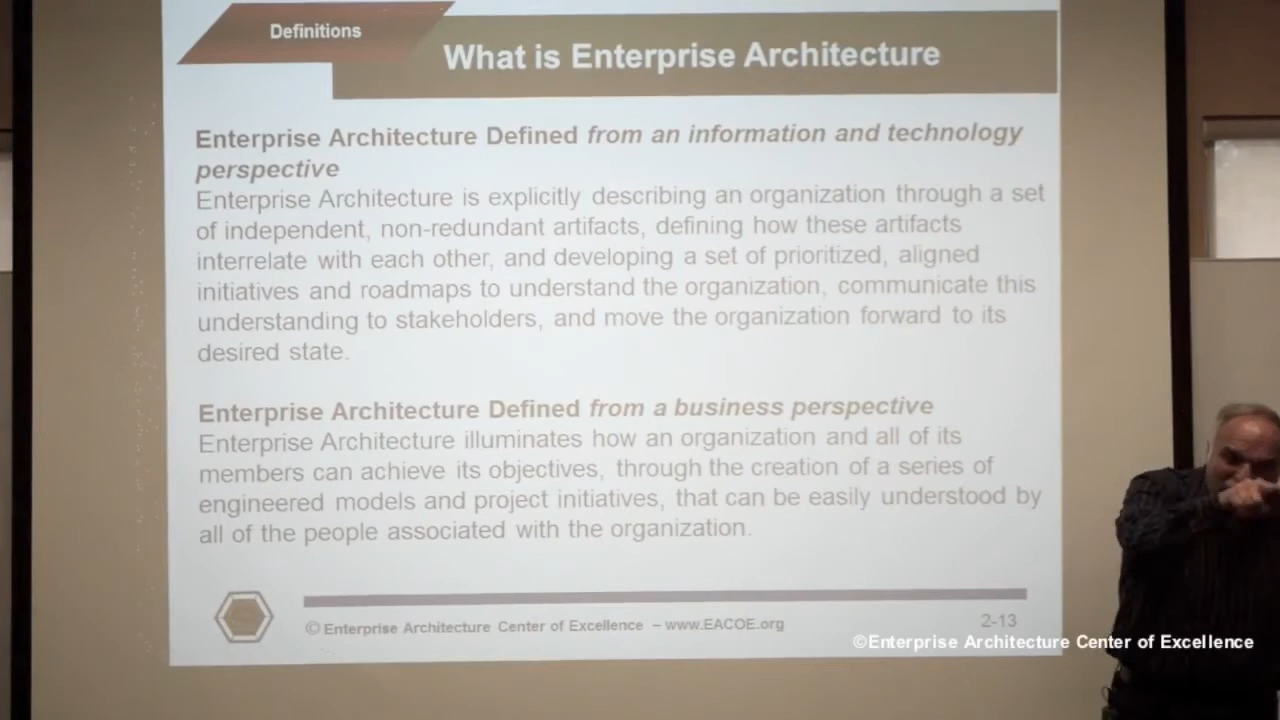 Definitions
What is Enterprise Architecture
Enterprise Architecture Defined from an information and technology
perspective
Enterprise Architecture is explicitly describing an organization through a set
of independent, non-redundant artifacts, defining how these artifacts
interrelate with each other, and developing a set of prioritized, aligned
initiatives and roadmaps to understand the organization, communicate this
understanding to stakeholders, and move the organization forward to its
desired state.
Enterprise Architecture Defined from a business perspective
Enterprise Architecture illuminates how an organization and all of its
members can achieve its objectives, through the creation of a series of
engineered models and project initiatives, that can be easily understood by
all of the people associated with the organization.
© Enterprise Architecture Center of Excellence – www.EACOE.org
2-13
©Enterprise Architecture Center of Excellence